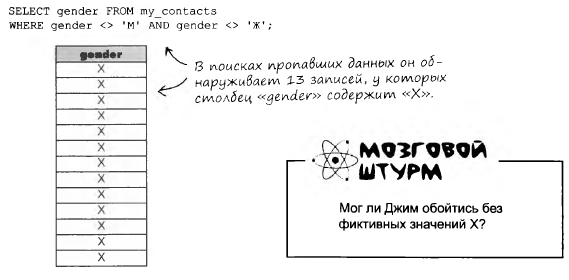 SELECT gender FROM my_contacts
WHERE gender <> 'М' AND gender <> 'Ж';
gender
X
X
X
X
X
X
X
X
X
X
X
X
X
В поисках пропавших данных он об-
наруживает 13 записей, у которых
столбец «gender» содержит «X».
МОЗГОВОЙ
ШТУРМ
Мог ли Джим обойтись без
фиктивных значений X?